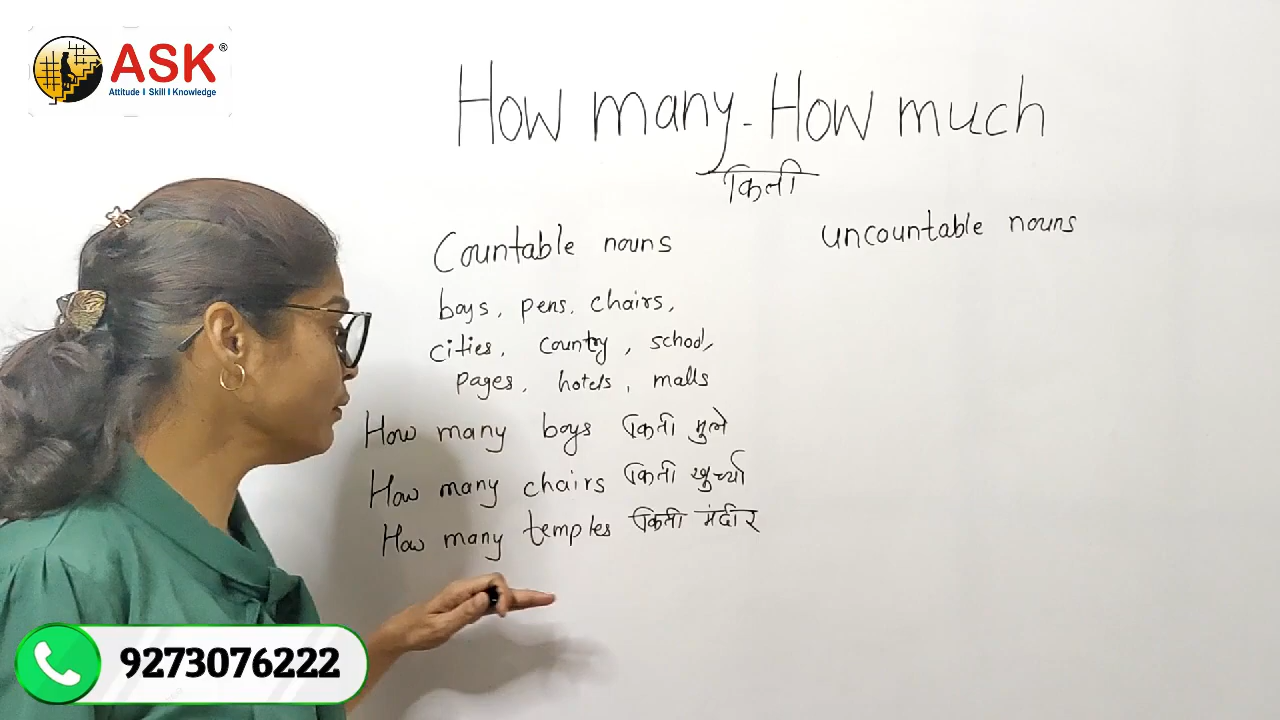 ASK®
Attitude I Skill I Knowledge
How many - How much
किती
Countable nouns
uncountable nouns
boys, pens, chairs,
cities, country, school,
pages, hotels, malls
How many boys किती मुले
How many chairs किती खुर्च्या
How many temples किती मंदीर
9273076222